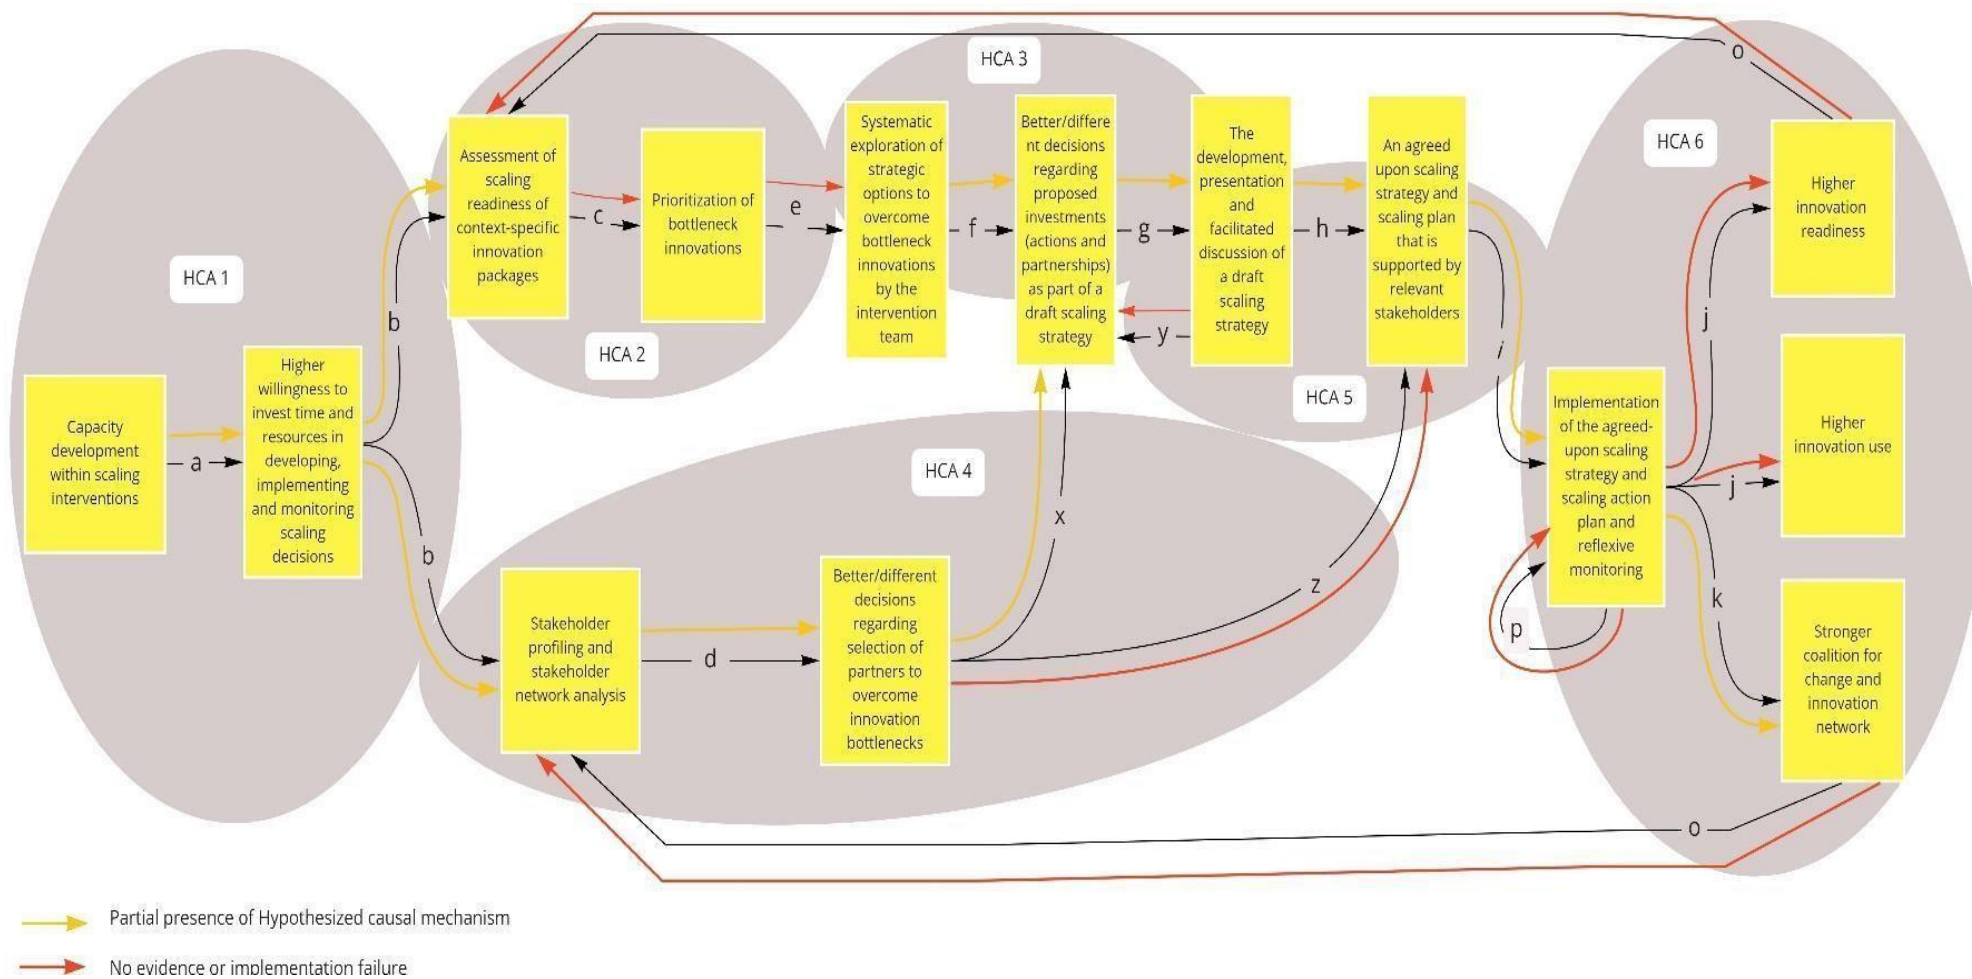 HCA 1
Capacity
development
within scaling
interventions
a
Higher
willingness to
invest time and
resources in
developing,
implementing
and monitoring
scaling
decisions
b
b
HCA 2
Assessment of
scaling
readiness of
context-specific
innovation
packages
c
Prioritization of
bottleneck
innovations
e
HCA 3
Systematic
exploration of
strategic
options to
overcome
bottleneck
innovations
by the
intervention
team
f
Better/differe
nt decisions
regarding
proposed
investments
(actions and
partnerships)
as part of a
draft scaling
strategy
g
y
The
development,
presentation
and
facilitated
discussion of
a draft
scaling
strategy
h
An agreed
upon scaling
strategy and
scaling plan
that is
supported by
relevant
stakeholders
i
HCA 5
HCA 4
Stakeholder
profiling and
stakeholder
network analysis
d
Better/different
decisions
regarding
selection of
partners to
overcome
innovation
bottlenecks
x
z
HCA 6
Implementation
of the agreed-
upon scaling
strategy and
scaling action
plan and
reflexive
monitoring
p
j
j
k
o
Higher
innovation
readiness
Higher
innovation use
Stronger
coalition for
change and
innovation
network
o
Partial presence of Hypothesized causal mechanism
No evidence or implementation failure